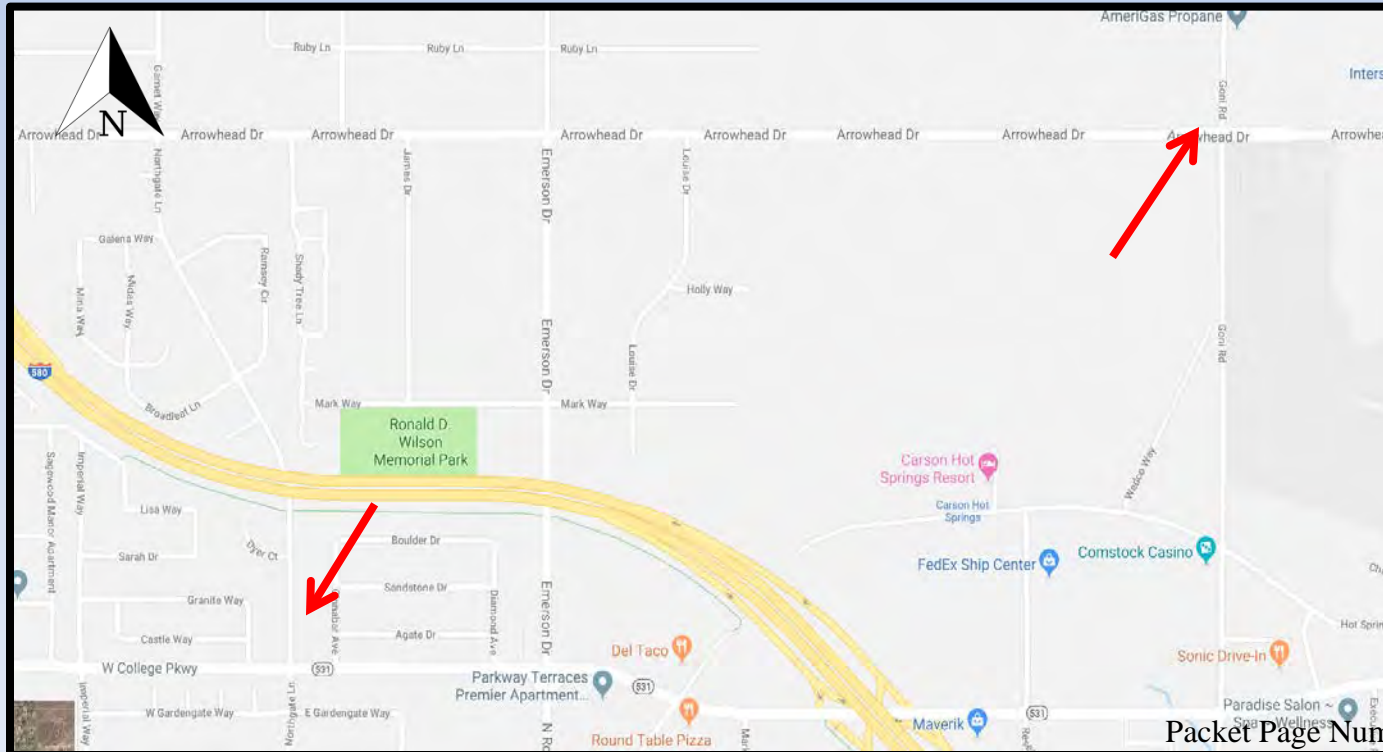 AmeriGas Propane
Ruby Ln
Ruby Ln
Ruby Ln
Inters
Garnet Way
Goni Rd
N
Arrowhead Dr
Arrowhead Dr
Arrowhead Dr
Arrowhead Dr
Arrowhead Dr
Arrowhead Dr
Arrowhead Dr
Arrowhead Dr
Arrowhea
Northgate Ln
James Dr
Emerson Dr
Louise Dr
Galena Way
Ramsey Cir
Shady Tree Ln
Midas Way
Mina Way
Holly Way
Emerson Dr
Louise Dr
Goni Rd
580
Broadleaf Ln
Mark Way
Mark Way
Ronald D
Wilson
Memorial Park
Sagewood Manor Apartment
Imperial Way
Carson Hot
Springs Resort
Wedco Way
Carson Hot
Springs
Lisa Way
Boulder Dr
Dyer Ct
Sarah Dr
Comstock Casino
FedEx Ship Center
Sandstone Dr
Granite Way
Emerson Dr
Diamond Ave
Castle Way
Agate Dr
Hot Sprin
W College Pkwy
531
Del Taco
Sonic Drive-In
Parkway Terraces
Premier Apartment...
531
Imperial Way
Northgate Ln
W Gardengate Way
E Gardengate Way
N Ro
Round Table Pizza
Mark
Maverik
531
Paradise Salon ~
Spa ~ Wellness
Execu
Packet Page Num